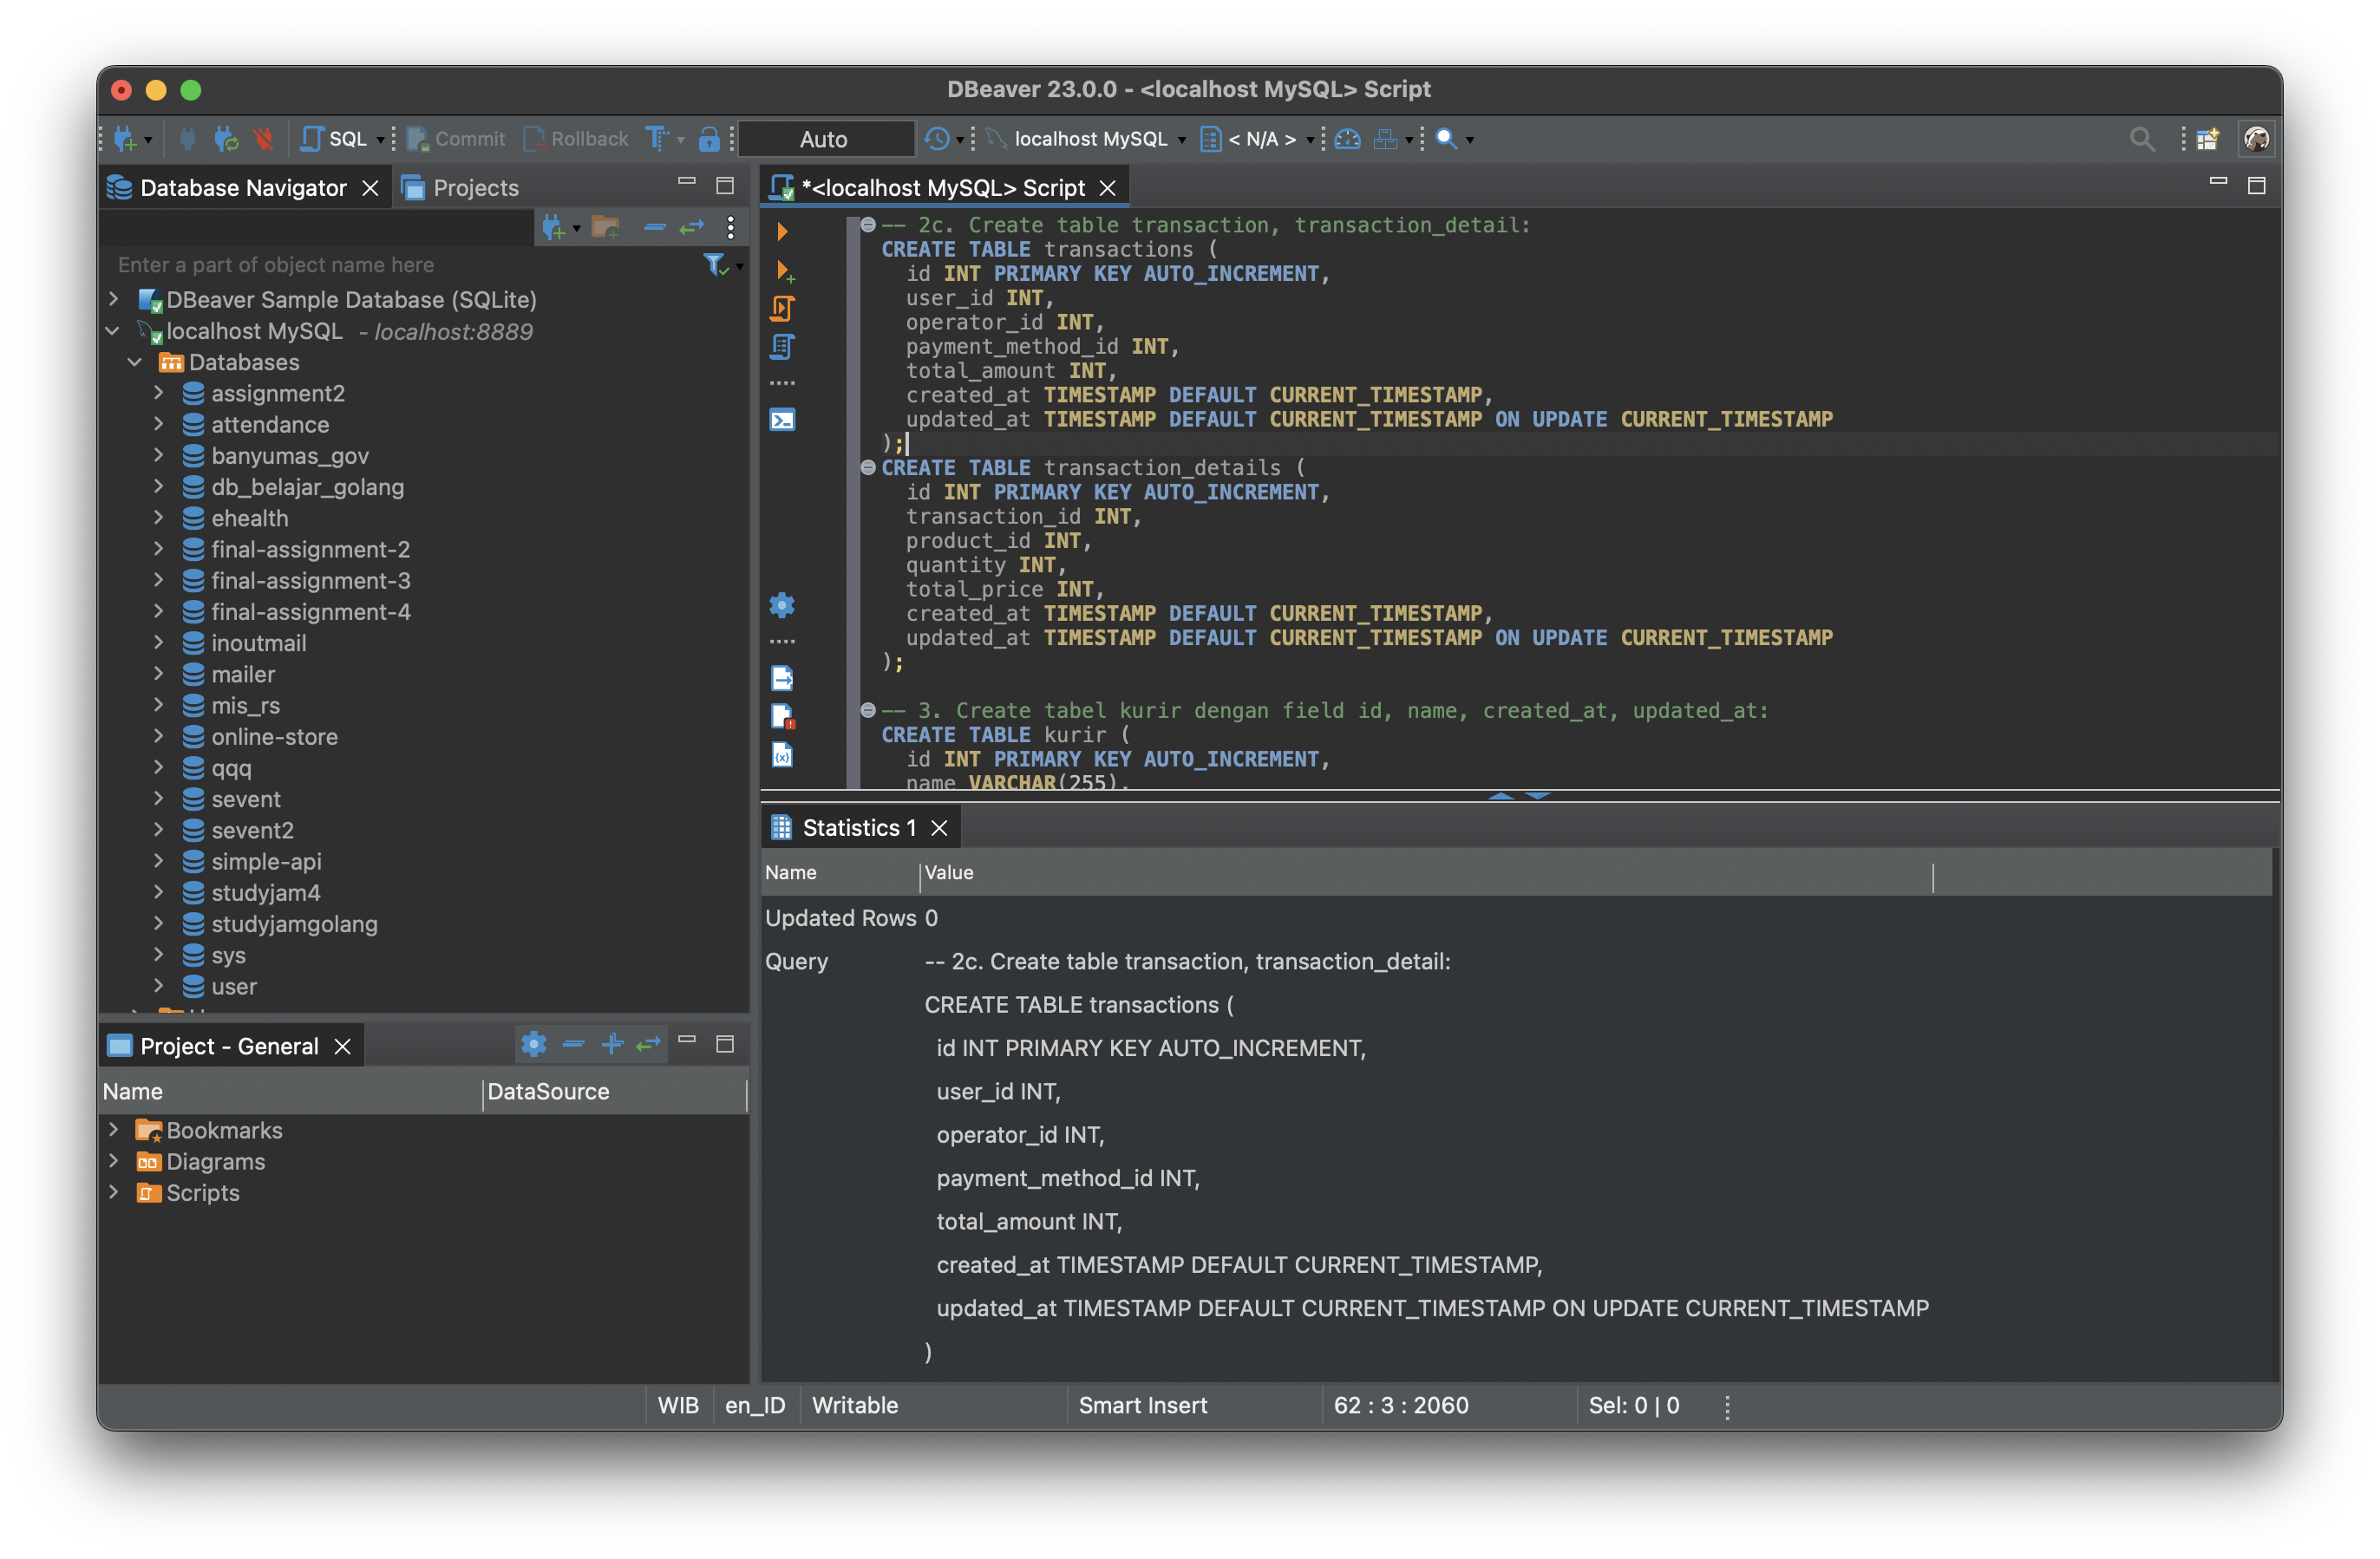 DBeaver 23.0.0 - <localhost MySQL> Script
SQL
Commit
Rollback
Auto
localhost MySQL
< N/A >
Database Navigator
Projects
Enter a part of object name here
DBeaver Sample Database (SQLite)
localhost MySQL - localhost:8889
Databases
assignment2
attendance
banyumas_gov
db_belajar_golang
ehealth
final-assignment-2
final-assignment-3
final-assignment-4
inoutmail
mailer
mis_rs
online-store
qqq
sevent
sevent2
simple-api
studyjam4
studyjamgolang
sys
user
Project - General
Name DataSource
Bookmarks
Diagrams
Scripts
*<localhost MySQL> Script
-- 2c. Create table transaction, transaction_detail:
CREATE TABLE transactions (
id INT PRIMARY KEY AUTO_INCREMENT,
user_id INT,
operator_id INT,
payment_method_id INT,
total_amount INT,
created_at TIMESTAMP DEFAULT CURRENT_TIMESTAMP,
updated_at TIMESTAMP DEFAULT CURRENT_TIMESTAMP ON UPDATE CURRENT_TIMESTAMP
);
CREATE TABLE transaction_details (
id INT PRIMARY KEY AUTO_INCREMENT,
transaction_id INT,
product_id INT,
quantity INT,
total_price INT,
created_at TIMESTAMP DEFAULT CURRENT_TIMESTAMP,
updated_at TIMESTAMP DEFAULT CURRENT_TIMESTAMP ON UPDATE CURRENT_TIMESTAMP
);
-- 3. Create tabel kurir dengan field id, name, created_at, updated_at:
CREATE TABLE kurir (
id INT PRIMARY KEY AUTO_INCREMENT,
name VARCHAR(255),
Statistics 1
Name Value
Updated Rows 0
Query -- 2c. Create table transaction, transaction_detail:
CREATE TABLE transactions (
id INT PRIMARY KEY AUTO_INCREMENT,
user_id INT,
operator_id INT,
payment_method_id INT,
total_amount INT,
created_at TIMESTAMP DEFAULT CURRENT_TIMESTAMP,
updated_at TIMESTAMP DEFAULT CURRENT_TIMESTAMP ON UPDATE CURRENT_TIMESTAMP
)
WIB en_ID Writable Smart Insert 62 : 3 : 2060 Sel: 0 | 0